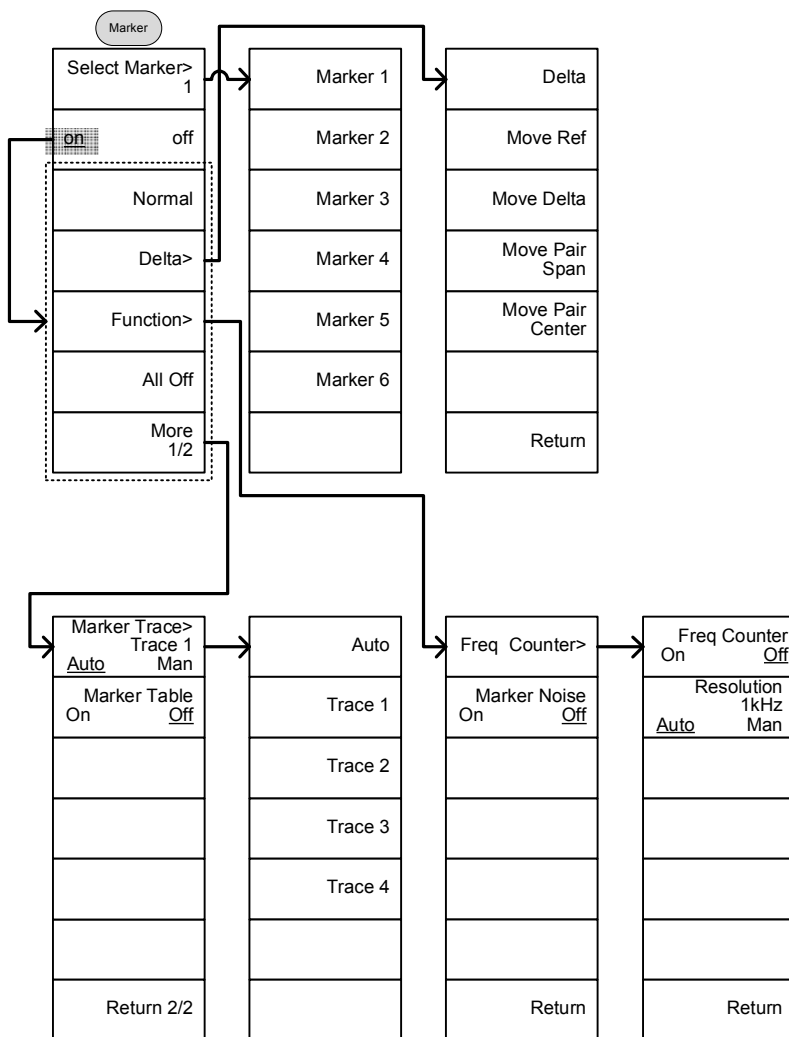 Marker
Select Marker>
1
on off
Normal
Delta>
Function>
All Off
More
1/2
Marker 1
Marker 2
Marker 3
Marker 4
Marker 5
Marker 6
Delta
Move Ref
Move Delta
Move Pair
Span
Move Pair
Center
Return
Marker Trace>
Trace 1
Auto Man
Marker Table
On Off
Return 2/2
Auto
Trace 1
Trace 2
Trace 3
Trace 4
Freq Counter>
Marker Noise
On Off
Return
Freq Counter
On Off
Resolution
1kHz
Auto Man
Return